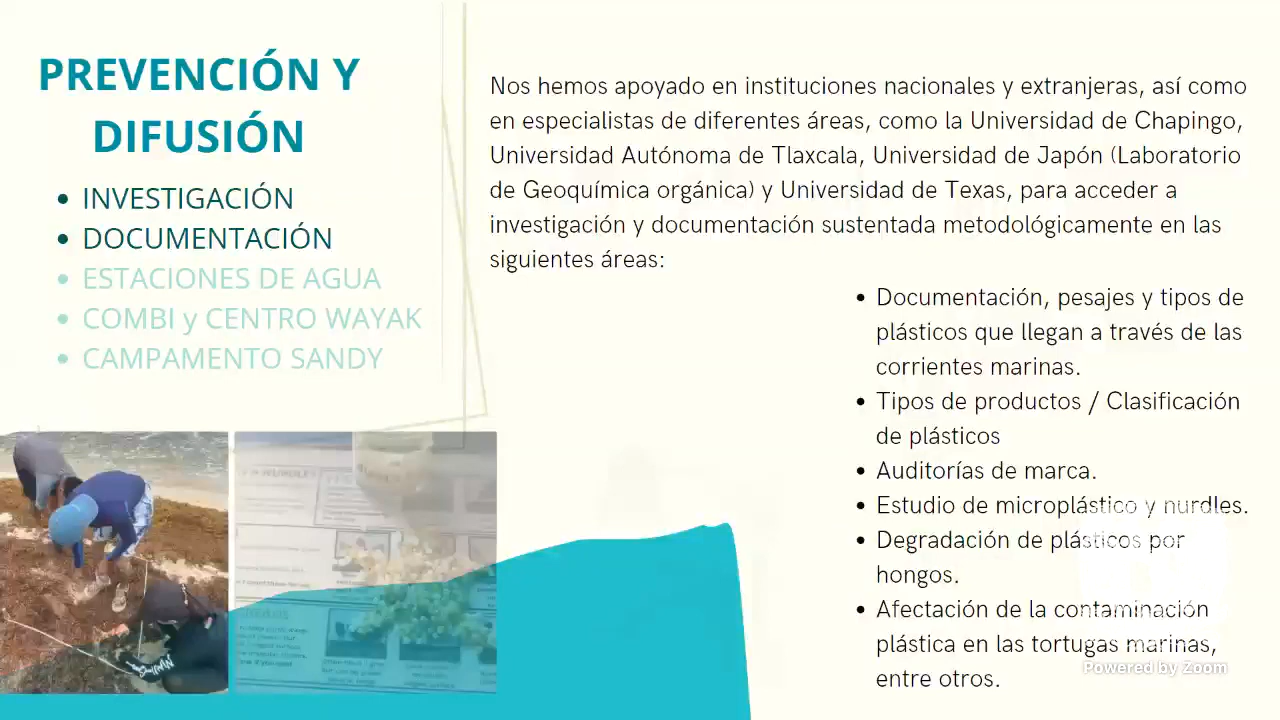 PREVENCIÓN Y
DIFUSIÓN
INVESTIGACIÓN
DOCUMENTACIÓN
ESTACIONES DE AGUA
COMBI y CENTRO WAYAK
CAMPAMENTO SANDY
Nos hemos apoyado en instituciones nacionales y extranjeras, así como
en especialistas de diferentes áreas, como la Universidad de Chapingo,
Universidad Autónoma de Tlaxcala, Universidad de Japón (Laboratorio
de Geoquímica orgánica) y Universidad de Texas, para acceder a
investigación y documentación sustentada metodológicamente en las
siguientes áreas:
Documentación, pesajes y tipos de
plásticos que llegan a través de las
corrientes marinas.
Tipos de productos / Clasificación
de plásticos
Auditorías de marca.
Estudio de microplásticos y nurdles.
Degradación de plásticos por
hongos.
Afectación de la contaminación
plástica en las tortugas marinas,
entre otros.
Powered by Zoom